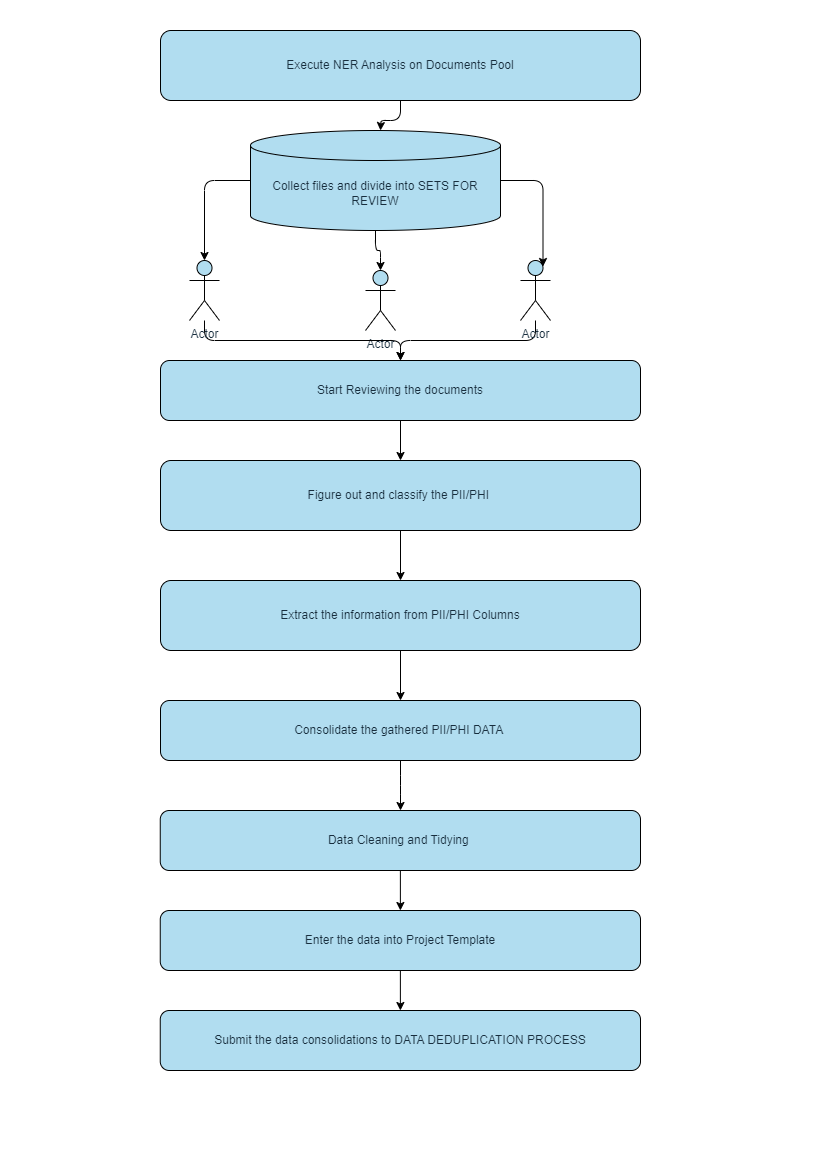 Execute NER Analysis on Documents Pool
Collect files and divide into SETS FOR
REVIEW
Actor
Actor
Actor
Start Reviewing the documents
Figure out and classify the PII/PHI
Extract the information from PII/PHI Columns
Consolidate the gathered PII/PHI DATA
Data Cleaning and Tidying
Enter the data into Project Template
Submit the data consolidations to DATA DEDUPLICATION PROCESS